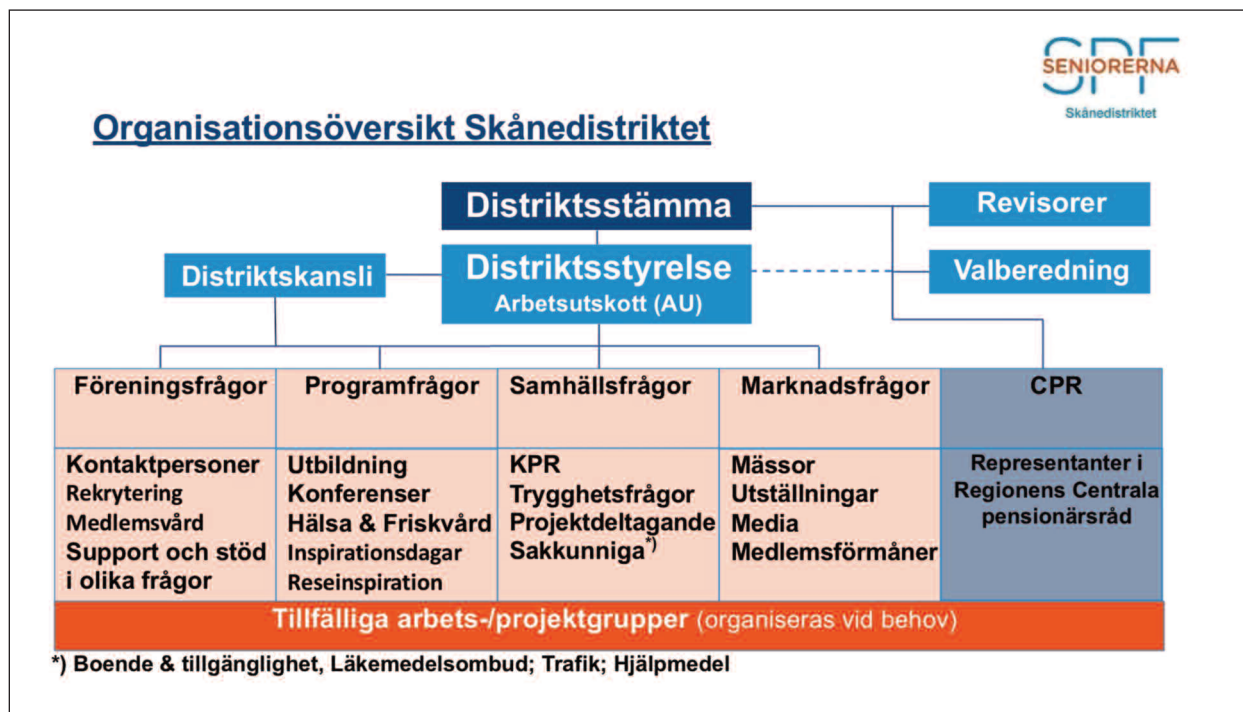 SPF
SENIORERNA
Skånedistriktet
Organisationsöversikt Skånedistriktet
Distriktsstämma
Revisorer
Distriktskansli
Distriktsstyrelse
Arbetsutskott (AU)
Valberedning
Föreningsfrågor
Programfrågor
Samhällsfrågor
Marknadsfrågor
CPR
Kontaktpersoner
Rekrytering
Medlemsvård
Support och stöd
i olika frågor
Utbildning
Konferenser
Hälsa & Friskvård
Inspirationsdagar
Reseinspiration
KPR
Trygghetsfrågor
Projektdeltagande
Sakkunniga*)
Mässor
Utställningar
Media
Medlemsförmåner
Representanter i
Regionens Centrala
pensionärsråd
Tillfälliga arbets-/projektgrupper (organiseras vid behov)
*) Boende & tillgänglighet, Läkemedelsombud; Trafik; Hjälpmedel